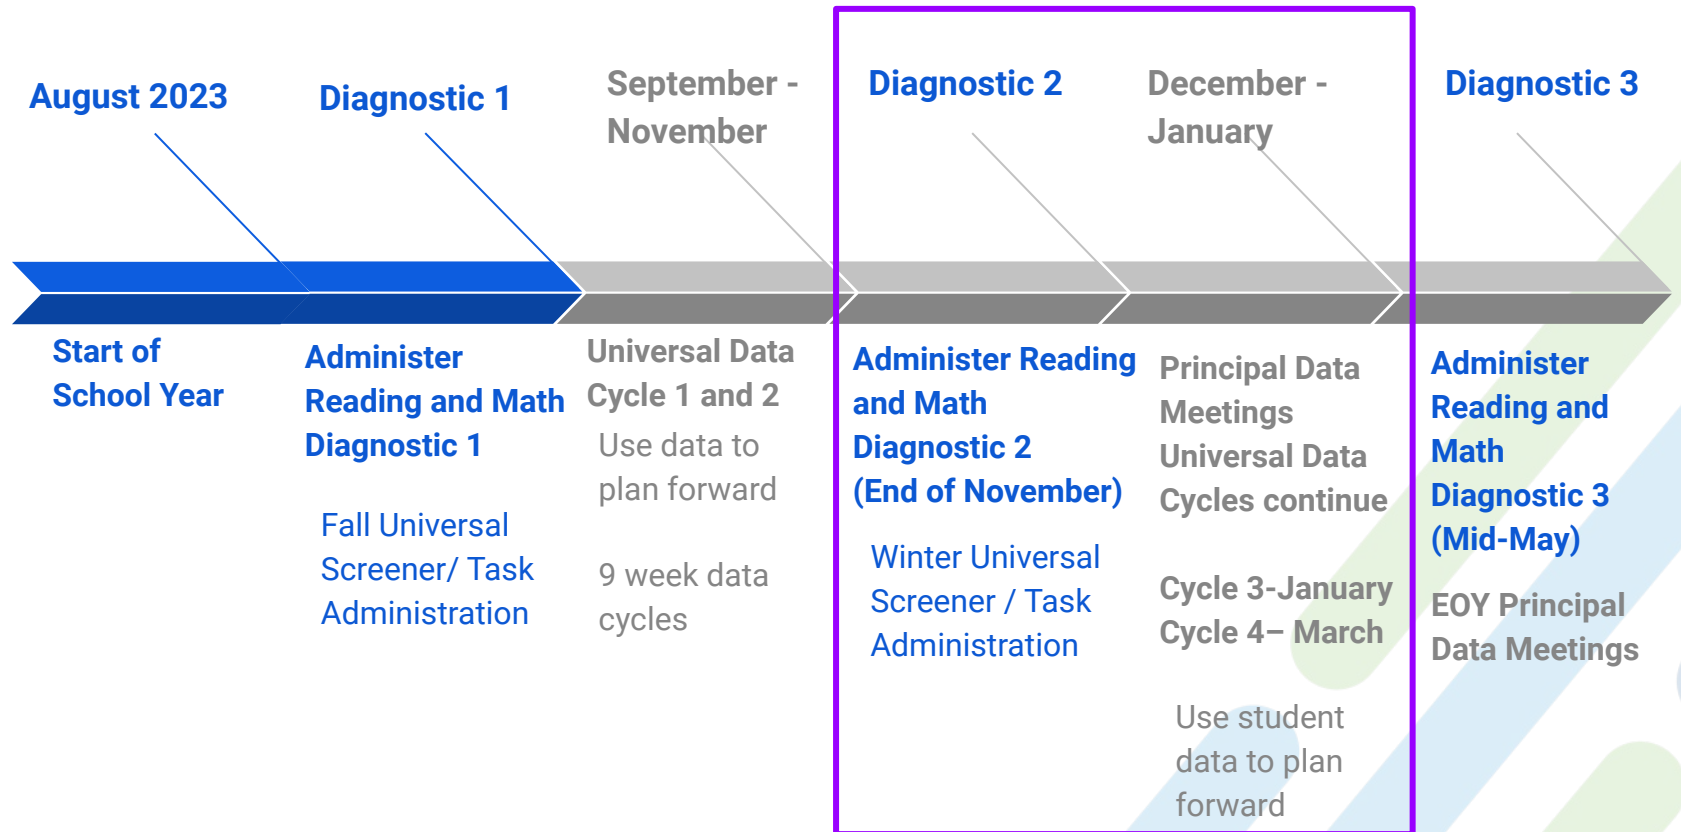 August 2023
Diagnostic 1
September -
November
Diagnostic 2
December -
January
Diagnostic 3
Start of
School Year
Administer
Reading and Math
Diagnostic 1
Fall Universal
Screener/ Task
Administration
Universal Data
Cycle 1 and 2
Use data to
plan forward
9 week data
cycles
Administer Reading
and Math
Diagnostic 2
(End of November)
Winter Universal
Screener / Task
Administration
Principal Data
Meetings
Universal Data
Cycles continue
Cycle 3-January
Cycle 4– March
Use student
data to plan
forward
Administer
Reading and
Math
Diagnostic 3
(Mid-May)
EOY Principal
Data Meetings